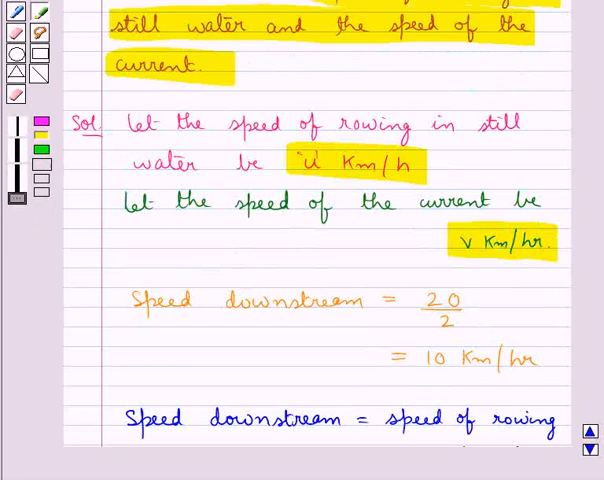 still water and the speed of the
current.
Sol. Let the speed of rowing in still
water be 'u' Km/h
Let the speed of the current be
v Km/hr.
Speed downstream = 20/2
= 10 Km/hr
Speed downstream = speed of rowing